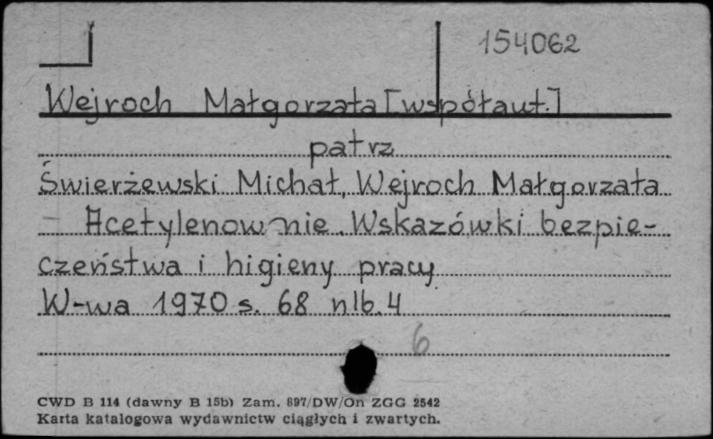 154062
Wejroch Małgorzata [współaut.]
patrz
Świerżewski Michał, Wejroch Małgorzata
- Acetylenownie. Wskazówki bezpie-
czeństwa i higieny pracy
W-wa 1970 s. 68 nlb. 4
6
CWD B 114 (dawny B 15b) Zam. 897/DW/On ZGG 2542
Karta katalogowa wydawnictw ciągłych i zwartych.